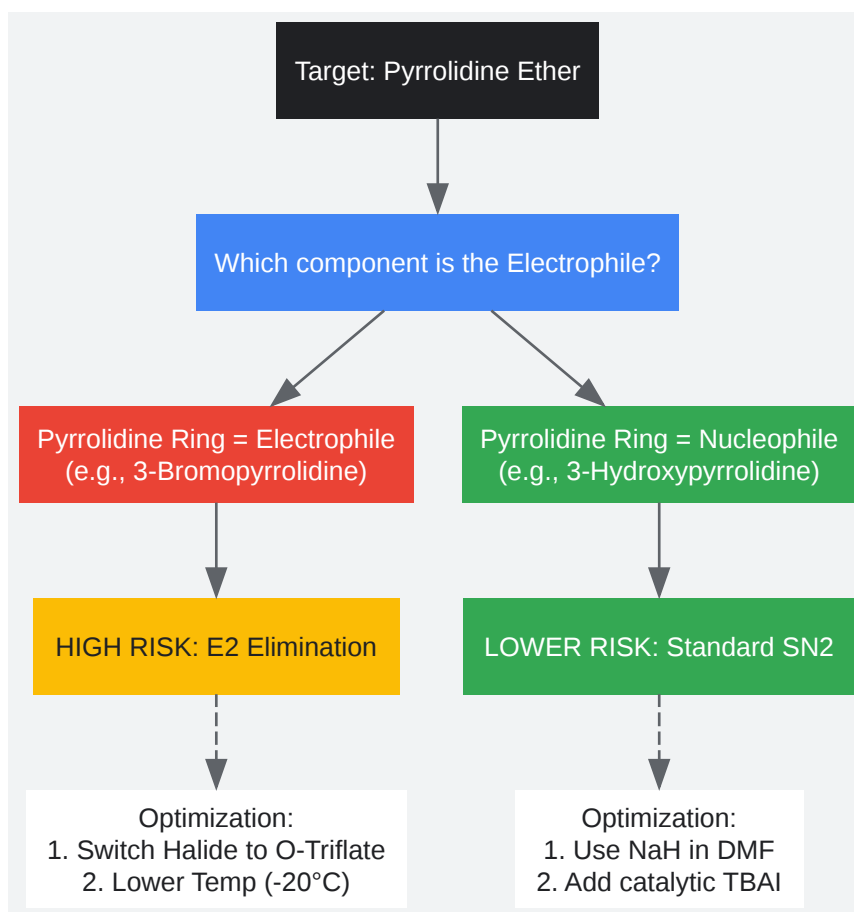 Target: Pyrrolidine Ether
Which component is the Electrophile?
Pyrrolidine Ring = Electrophile
(e.g., 3-Bromopyrrolidine)
Pyrrolidine Ring = Nucleophile
(e.g., 3-Hydroxypyrrolidine)
HIGH RISK: E2 Elimination
LOWER RISK: Standard SN2
Optimization:
1. Switch Halide to O-Triflate
2. Lower Temp (-20°C)
Optimization:
1. Use NaH in DMF
2. Add catalytic TBAI